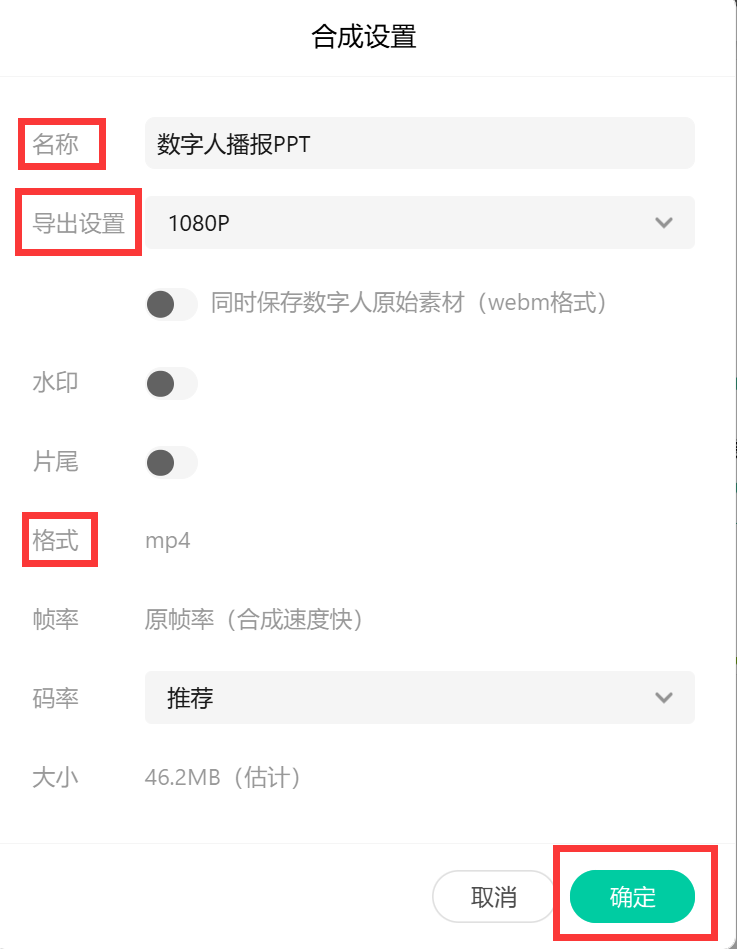 合成设置
名称 数字人播报PPT
导出设置 1080P
同时保存数字人原始素材（webm格式）
水印
片尾
格式 mp4
帧率 原帧率（合成速度快）
码率 推荐
大小 46.2MB（估计）
取消 确定